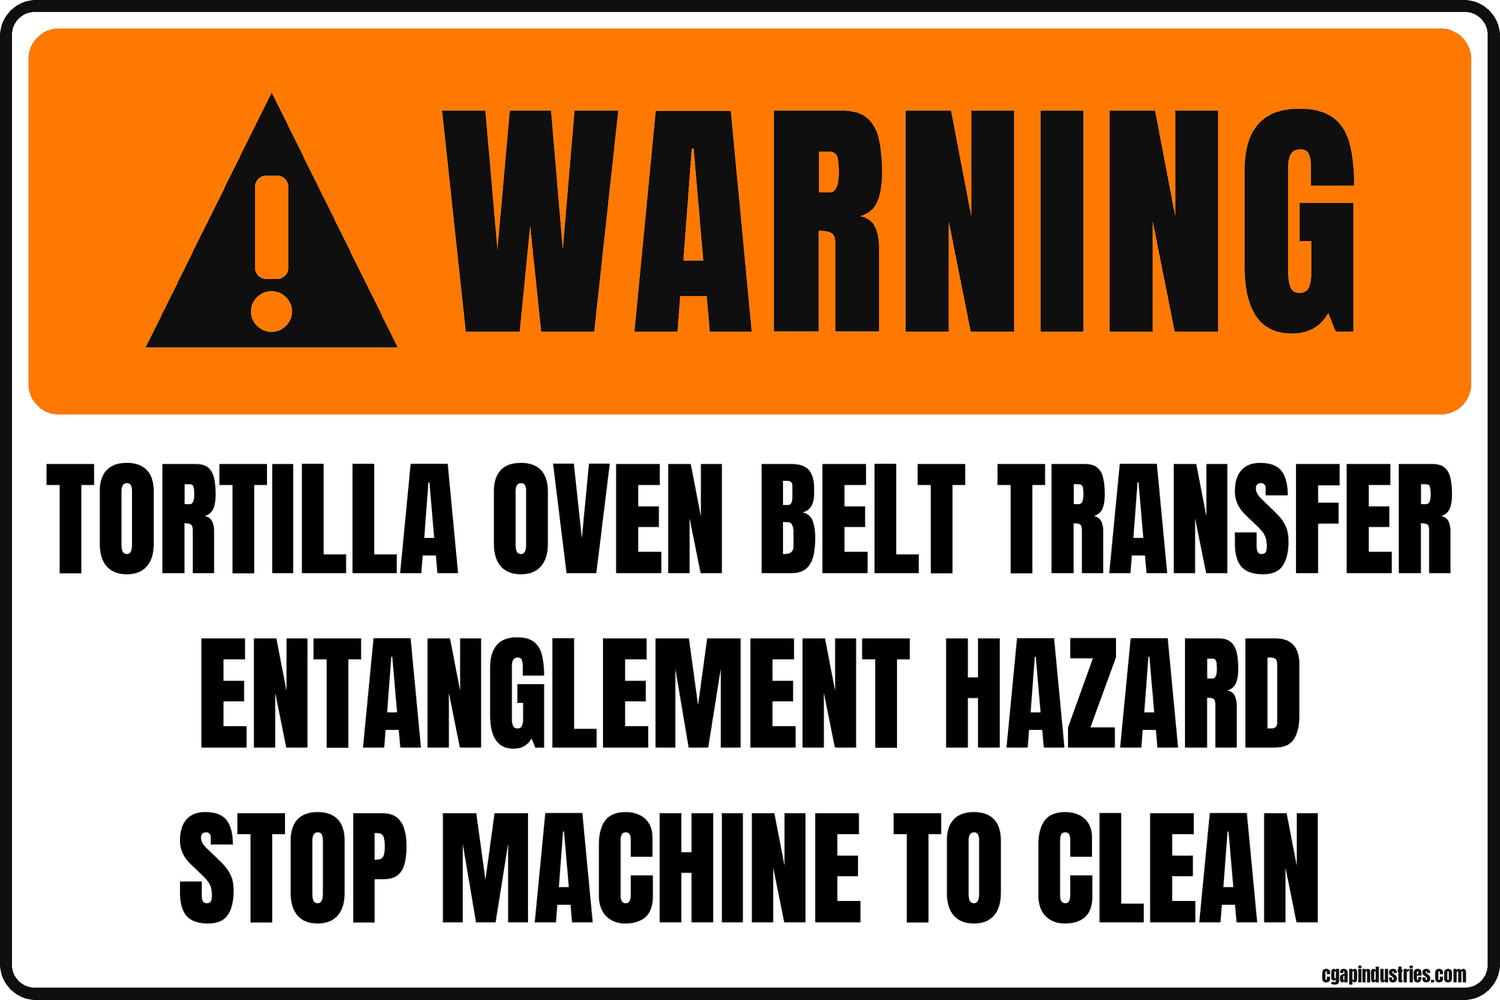 WARNING
TORTILLA OVEN BELT TRANSFER
ENTANGLEMENT HAZARD
STOP MACHINE TO CLEAN
cgapindustries.com